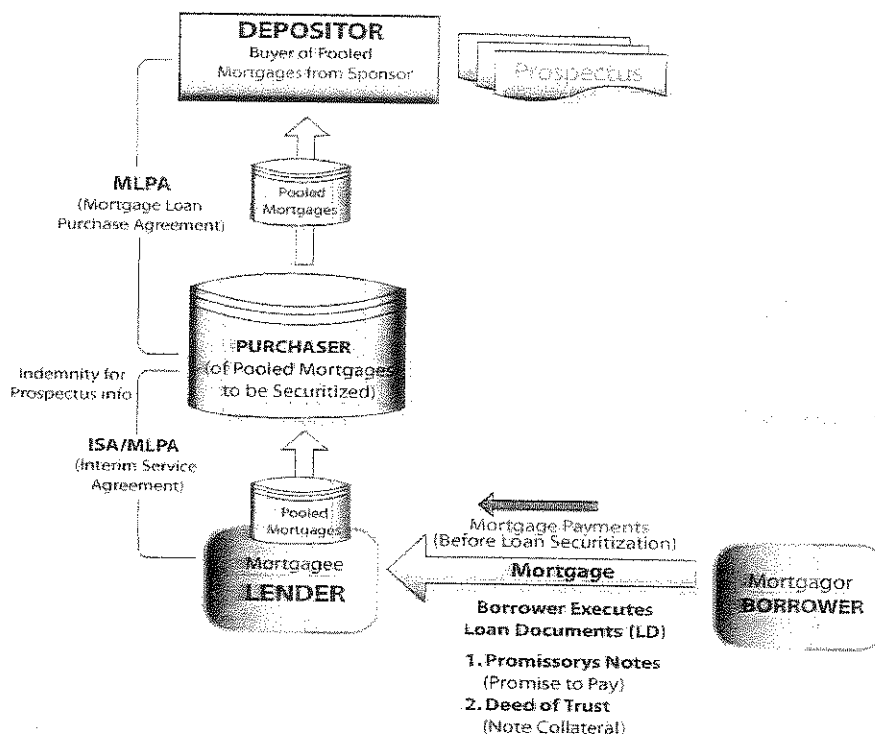 DEPOSITOR
Buyer of Pooled
Mortgages from Sponsor
Prospectus
MLPA
(Mortgage Loan
Purchase Agreement)
Pooled
Mortgages
PURCHASER
(of Pooled Mortgages
to be Securitized)
Indemnity for
Prospectus info
ISA/MLPA
(Interim Service
Agreement)
Pooled
Mortgages
Mortgagee
LENDER
Mortgage Payments
(Before Loan Securitization)
Mortgage
Mortgagor
BORROWER
Borrower Executes
Loan Documents (LD)
1. Promissorys Notes
(Promise to Pay)
2. Deed of Trust
(Note Collateral)